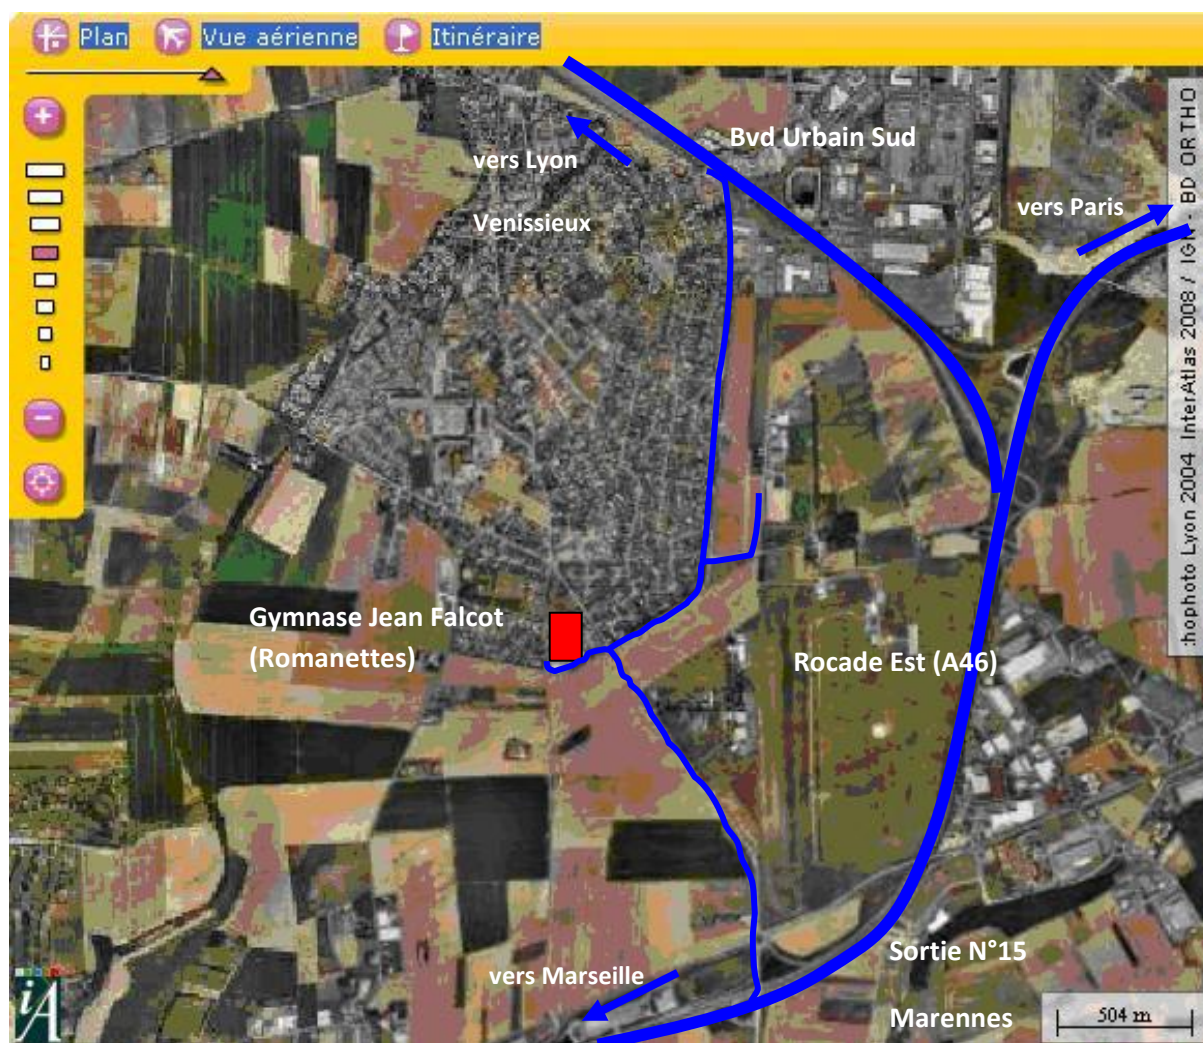 Plan
Vue aérienne
Itinéraire
Bvd Urbain Sud
vers Lyon
vers Paris
Venissieux
Gymnase Jean Falcot
(Romanettes)
Rocade Est (A46)
Sortie N°15
vers Marseille
Marennes
504 m
iA
:hophoto Lyon 2004 InterAtlas 2008 / IGN - BD ORTHO